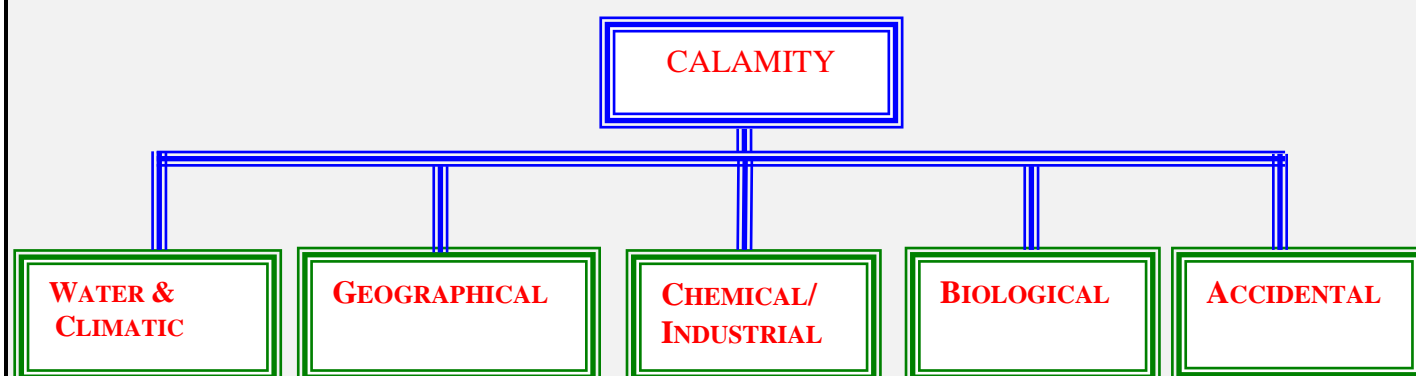 CALAMITY
WATER &
CLIMATIC
GEOGRAPHICAL
CHEMICAL/
INDUSTRIAL
BIOLOGICAL
ACCIDENTAL